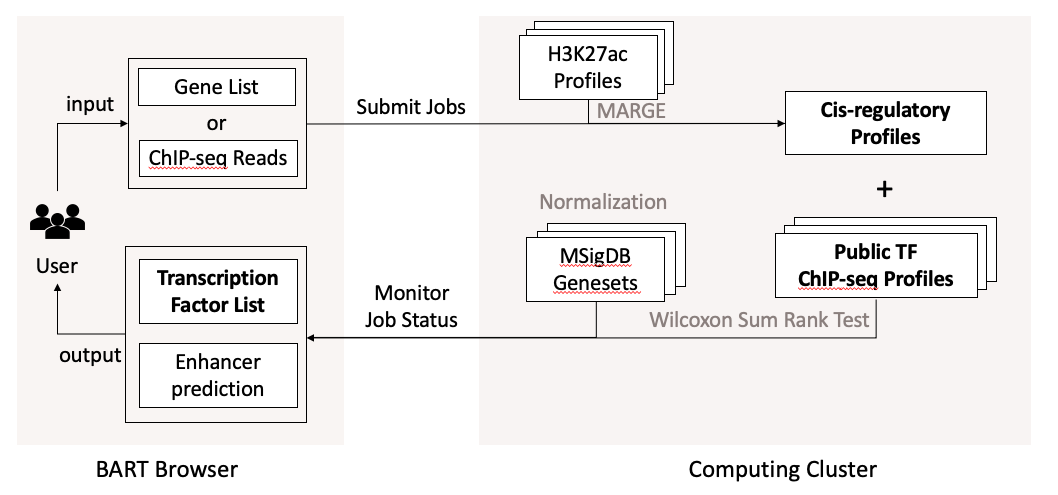 input
Gene List
or
ChIP-seq Reads
User
Transcription
Factor List
Enhancer
prediction
output
BART Browser
Submit Jobs
Monitor
Job Status
H3K27ac
Profiles
MARGE
Cis-regulatory
Profiles
+
Public TF
ChIP-seq Profiles
Normalization
MSigDB
Genesets
Wilcoxon Sum Rank Test
Computing Cluster